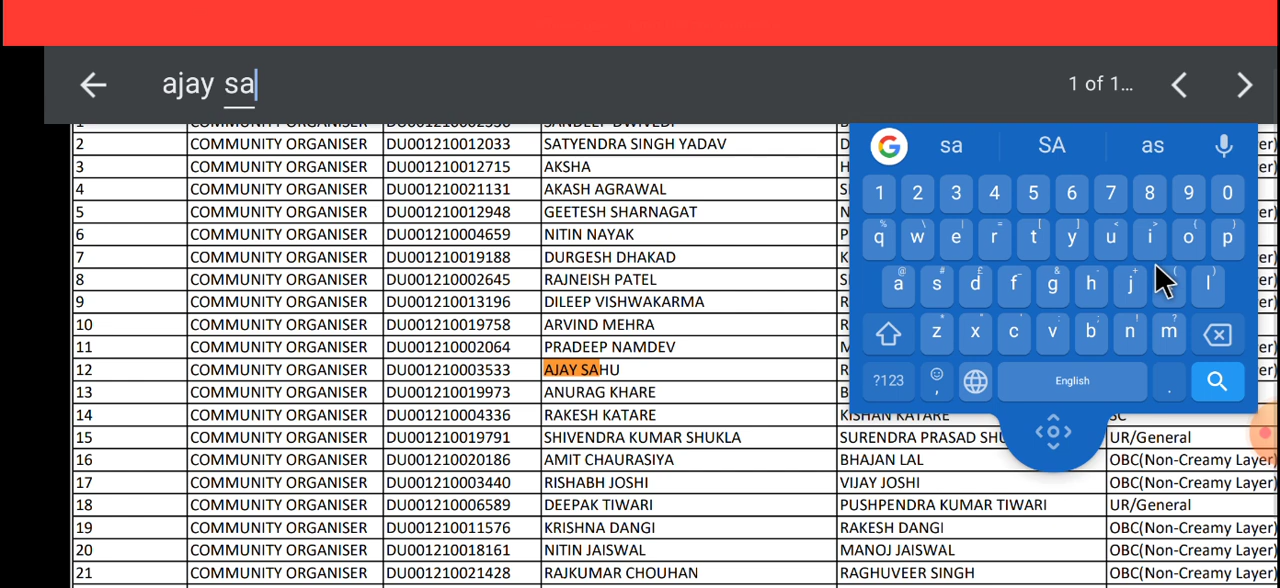 ajay sa 1 of 1...
COMMUNITY ORGANISER
2 COMMUNITY ORGANISER DU001210012033 SATYENDRA SINGH YADAV
3 COMMUNITY ORGANISER DU001210012715 AKSHA
4 COMMUNITY ORGANISER DU001210021131 AKASH AGRAWAL
5 COMMUNITY ORGANISER DU001210012948 GEETESH SHARNAGAT
6 COMMUNITY ORGANISER DU001210004659 NITIN NAYAK
7 COMMUNITY ORGANISER DU001210019188 DURGESH DHAKAD
8 COMMUNITY ORGANISER DU001210002645 RAJNEISH PATEL
9 COMMUNITY ORGANISER DU001210013196 DILEEP VISHWAKARMA
10 COMMUNITY ORGANISER DU001210019758 ARVIND MEHRA
11 COMMUNITY ORGANISER DU001210002064 PRADEEP NAMDEV
12 COMMUNITY ORGANISER DU001210003533 AJAY SAHU
13 COMMUNITY ORGANISER DU001210019973 ANURAG KHARE
14 COMMUNITY ORGANISER DU001210004336 RAKESH KATARE KISHAN KATARE SC
15 COMMUNITY ORGANISER DU001210019791 SHIVENDRA KUMAR SHUKLA SURENDRA PRASAD SHU UR/General
16 COMMUNITY ORGANISER DU001210020186 AMIT CHAURASIYA BHAJAN LAL OBC(Non-Creamy Layer)
17 COMMUNITY ORGANISER DU001210003440 RISHABH JOSHI VIJAY JOSHI OBC(Non-Creamy Layer)
18 COMMUNITY ORGANISER DU001210006589 DEEPAK TIWARI PUSHPENDRA KUMAR TIWARI UR/General
19 COMMUNITY ORGANISER DU001210011576 KRISHNA DANGI RAKESH DANGI OBC(Non-Creamy Layer)
20 COMMUNITY ORGANISER DU001210018161 NITIN JAISWAL MANOJ JAISWAL OBC(Non-Creamy Layer)
21 COMMUNITY ORGANISER DU001210021428 RAJKUMAR CHOUHAN RAGHUVEER SINGH OBC(Non-Creamy Layer)
sa SA as
1 2 3 4 5 6 7 8 9 0
q w e r t y u i o p
a s d f g h j l
z x c v b n m
?123 , English .